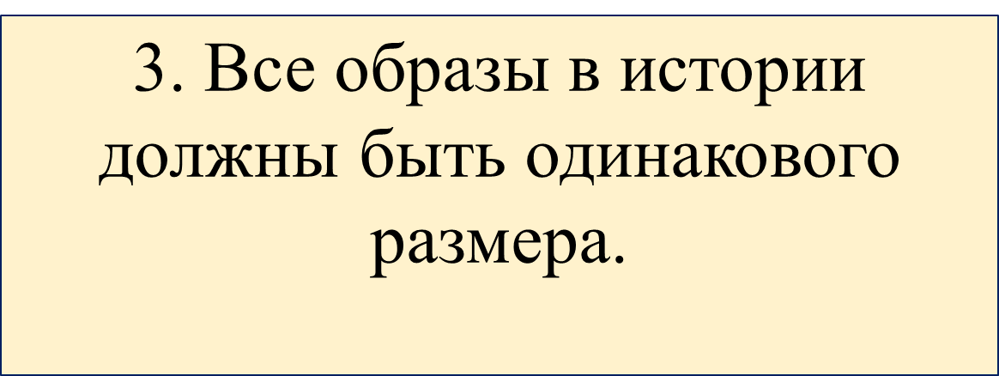 3. Все образы в истории
должны быть одинакового
размера.